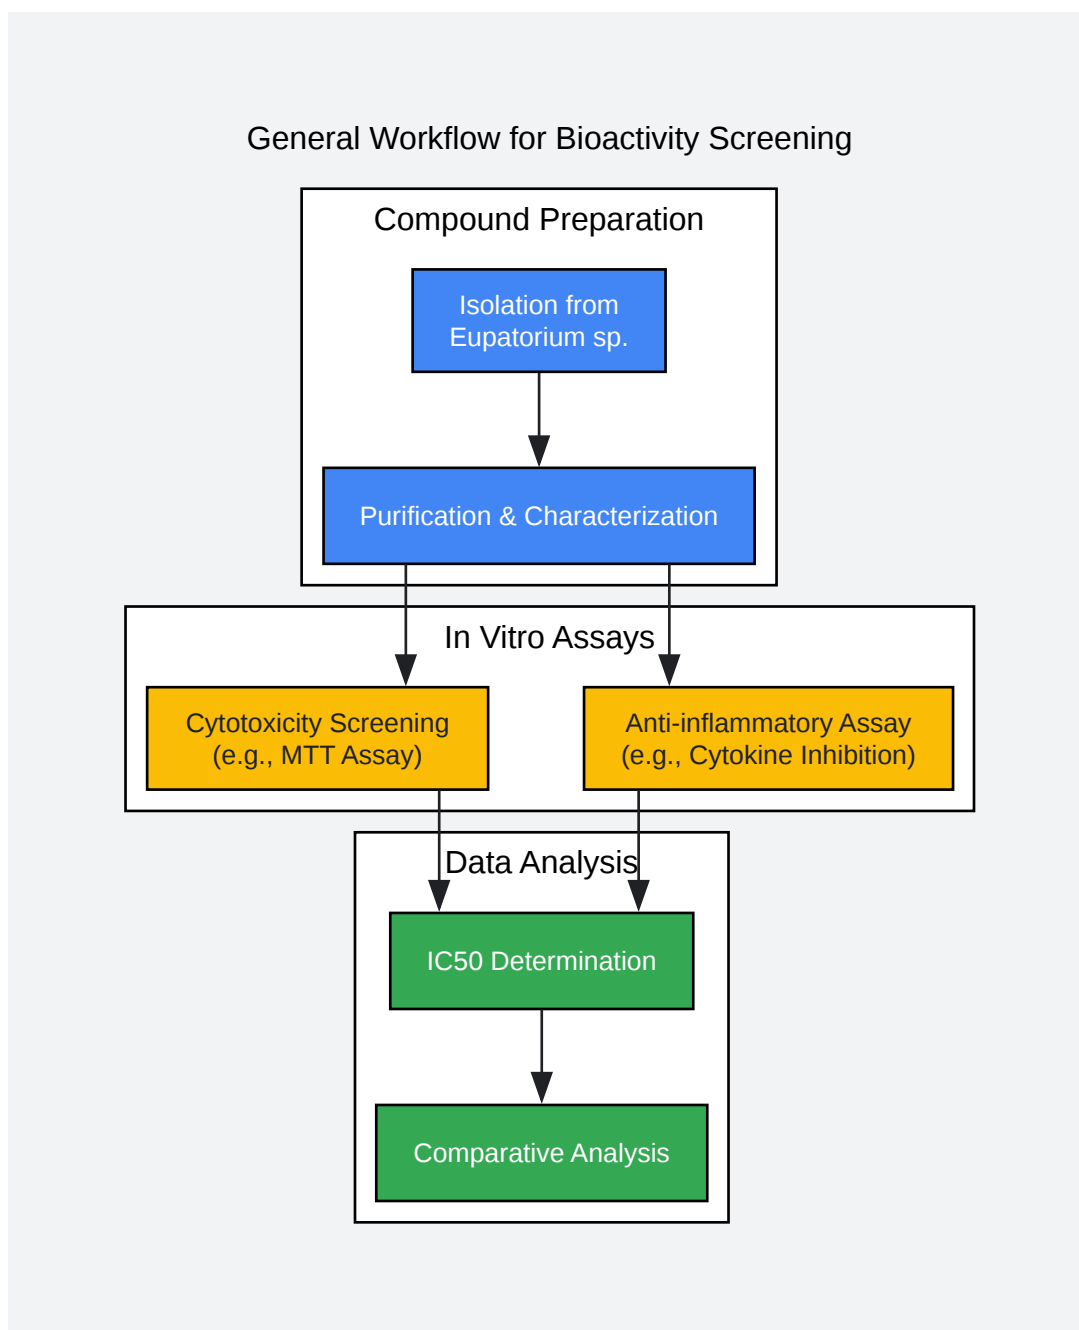 General Workflow for Bioactivity Screening
Compound Preparation
Isolation from
Eupatorium sp.
Purification & Characterization
In Vitro Assays
Cytotoxicity Screening
(e.g., MTT Assay)
Anti-inflammatory Assay
(e.g., Cytokine Inhibition)
Data Analysis
IC50 Determination
Comparative Analysis